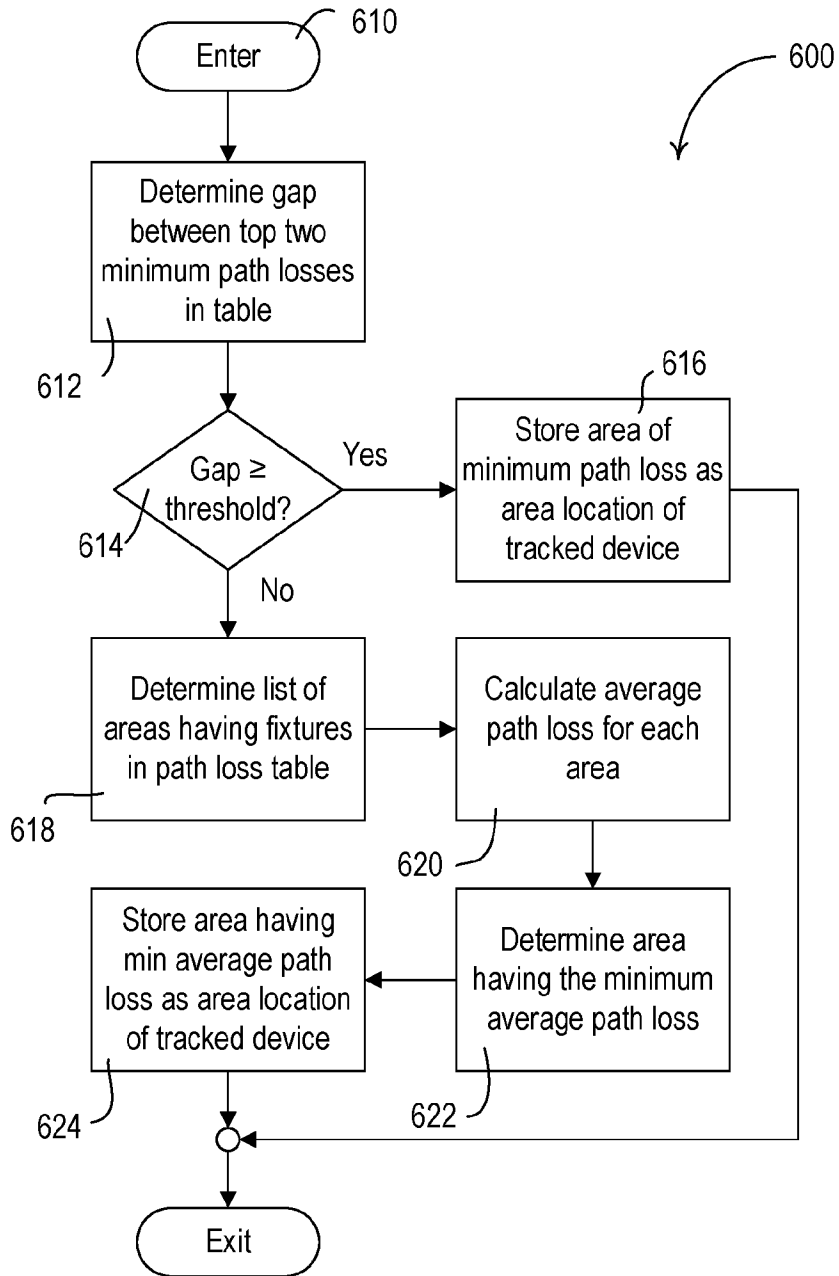 610
Enter
600
Determine gap
between top two
minimum path losses
in table
612
616
Gap ≥
threshold?
614
Yes
No
Store area of
minimum path loss as
area location of
tracked device
Determine list of
areas having fixtures
in path loss table
618
Calculate average
path loss for each
area
620
Store area having
min average path
loss as area location
of tracked device
624
Determine area
having the minimum
average path loss
622
Exit